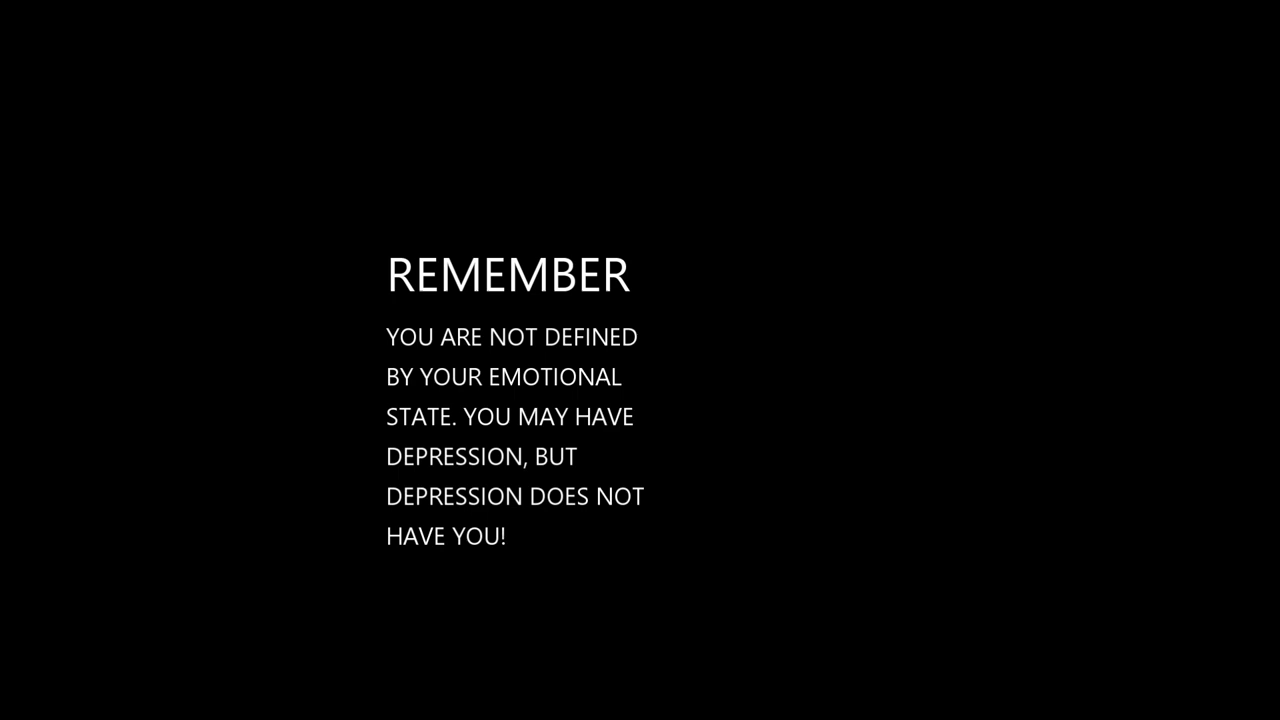 REMEMBER
YOU ARE NOT DEFINED
BY YOUR EMOTIONAL
STATE. YOU MAY HAVE
DEPRESSION, BUT
DEPRESSION DOES NOT
HAVE YOU!